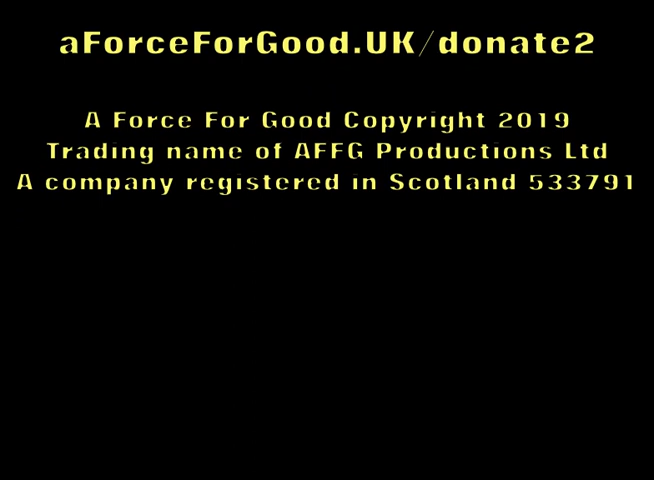 aForceForGood.UK/donate2
A Force For Good Copyright 2019
Trading name of AFFG Productions Ltd
A company registered in Scotland 533791